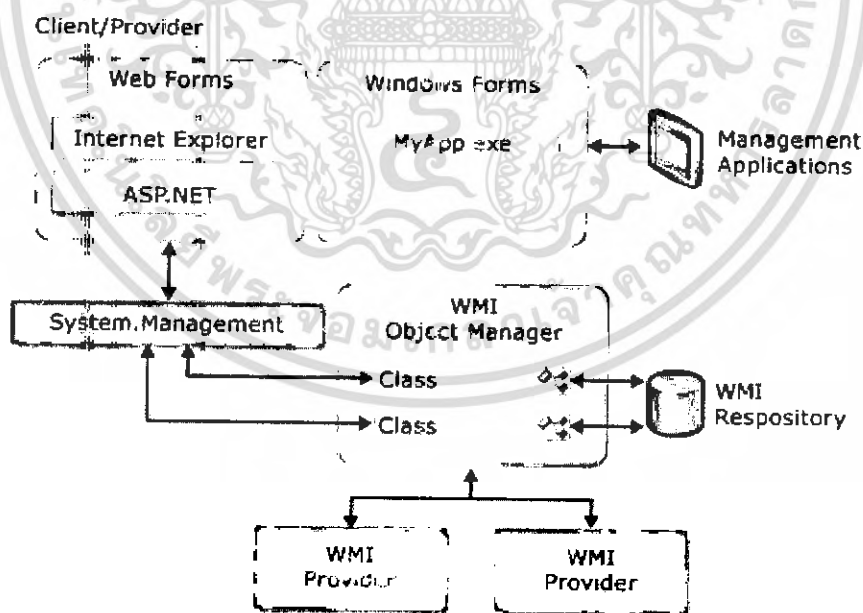 Client/Provider
Web Forms
Windows Forms
Internet Explorer
MyApp exe
Management
Applications
ASP.NET
System.Management
WMI
Object Manager
Class
Class
WMI
Respository
WMI
Provider
WMI
Provider